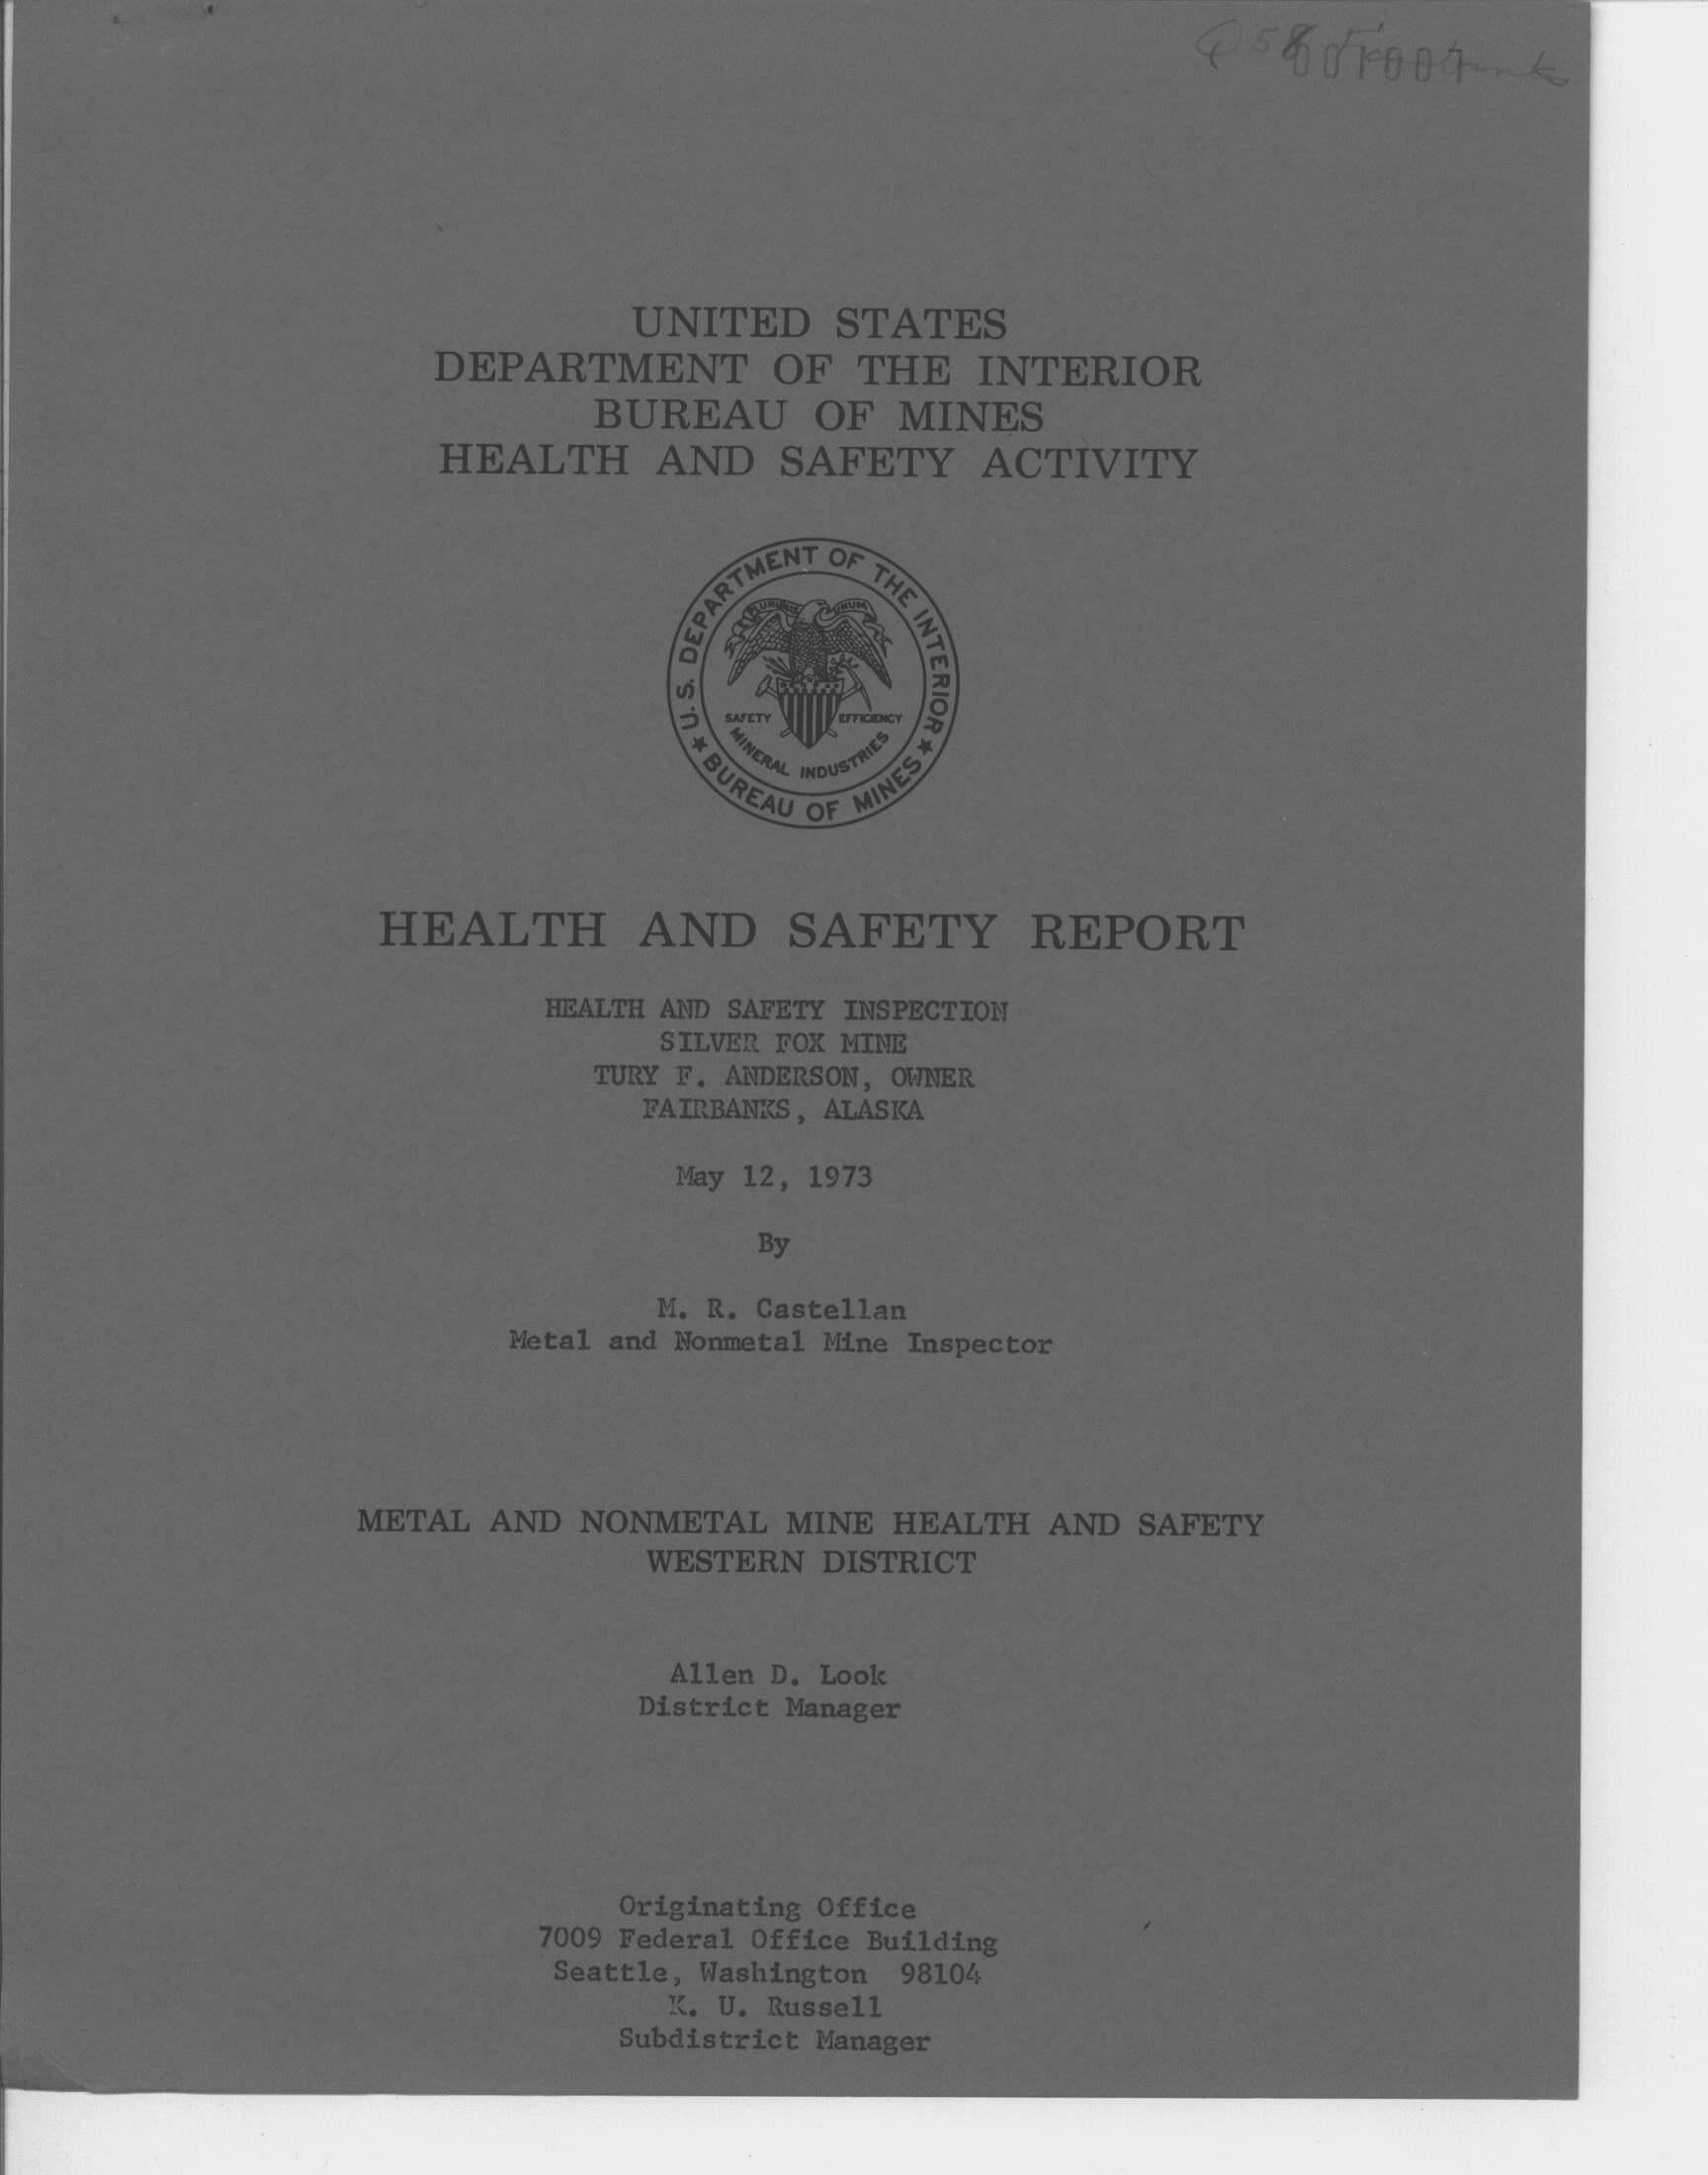 UNITED STATES
DEPARTMENT OF THE INTERIOR
BUREAU OF MINES
HEALTH AND SAFETY ACTIVITY
U.S. DEPARTMENT OF THE INTERIOR
PLURIBUS UNUM
SAFETY EFFICIENCY
MINERAL INDUSTRIES
★ BUREAU OF MINES ★
HEALTH AND SAFETY REPORT
HEALTH AND SAFETY INSPECTION
SILVER FOX MINE
TURY F. ANDERSON, OWNER
FAIRBANKS, ALASKA
May 12, 1973
By
M. R. Castellan
Metal and Nonmetal Mine Inspector
METAL AND NONMETAL MINE HEALTH AND SAFETY
WESTERN DISTRICT
Allen D. Look
District Manager
Originating Office
7009 Federal Office Building
Seattle, Washington 98104
K. U. Russell
Subdistrict Manager